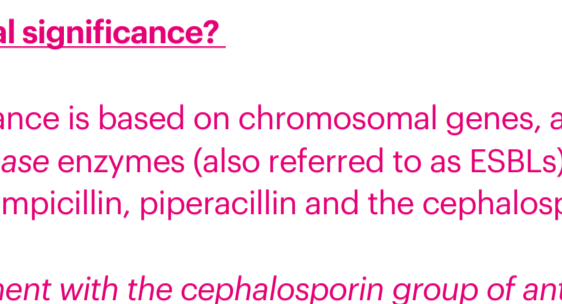 al significance?
ance is based on chromosomal genes, a
ase enzymes (also referred to as ESBLs)
mpicillin, piperacillin and the cephalosp
nent with the cephalosporin group of ant